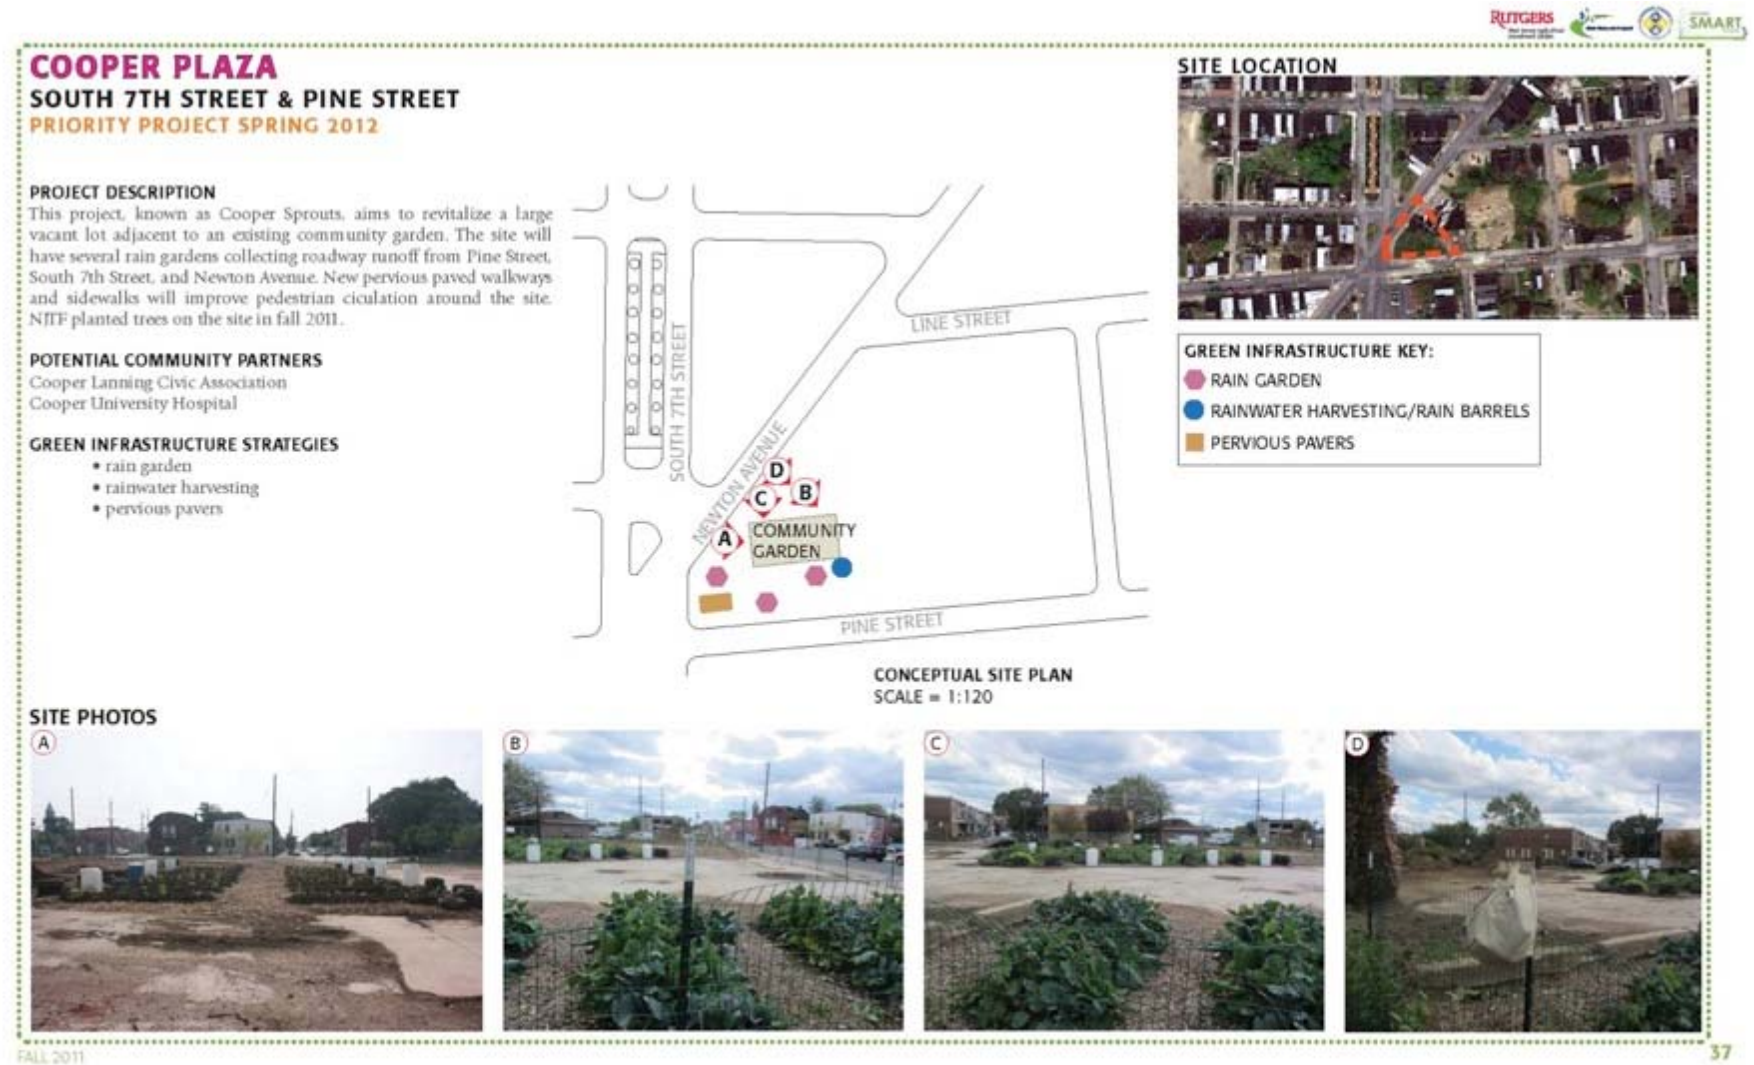 RUTGERS
SMART
COOPER PLAZA
SOUTH 7TH STREET & PINE STREET
PRIORITY PROJECT SPRING 2012
PROJECT DESCRIPTION
This project, known as Cooper Sprouts, aims to revitalize a large
vacant lot adjacent to an existing community garden. The site will
have several rain gardens collecting roadway runoff from Pine Street,
South 7th Street, and Newton Avenue. New pervious paved walkways
and sidewalks will improve pedestrian ciculation around the site.
NJTF planted trees on the site in fall 2011.
POTENTIAL COMMUNITY PARTNERS
Cooper Lanning Civic Association
Cooper University Hospital
GREEN INFRASTRUCTURE STRATEGIES
• rain garden
• rainwater harvesting
• pervious pavers
SOUTH 7TH STREET
LINE STREET
NEWTON AVENUE
D
C
B
A
COMMUNITY
GARDEN
PINE STREET
CONCEPTUAL SITE PLAN
SCALE = 1:120
SITE LOCATION
GREEN INFRASTRUCTURE KEY:
RAIN GARDEN
RAINWATER HARVESTING/RAIN BARRELS
PERVIOUS PAVERS
SITE PHOTOS
A
B
C
D
FALL 2011
37